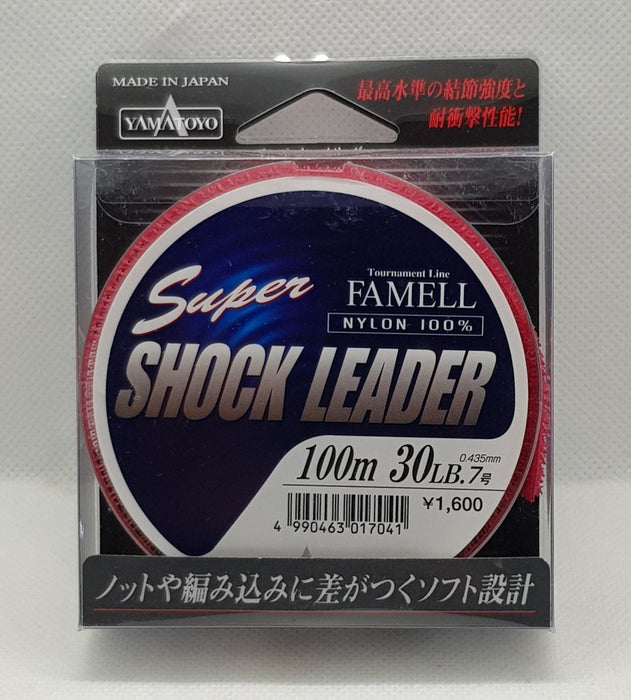 MADE IN JAPAN
YAMATOYO
最高水準の結節強度と
耐衝撃性能!
Super
Tournament Line
FAMELL
NYLON 100%
SHOCK LEADER
100m 30LB. 7号
0.435mm
¥1,600
4 990463 017041
ノットや編み込みに差がつくソフト設計